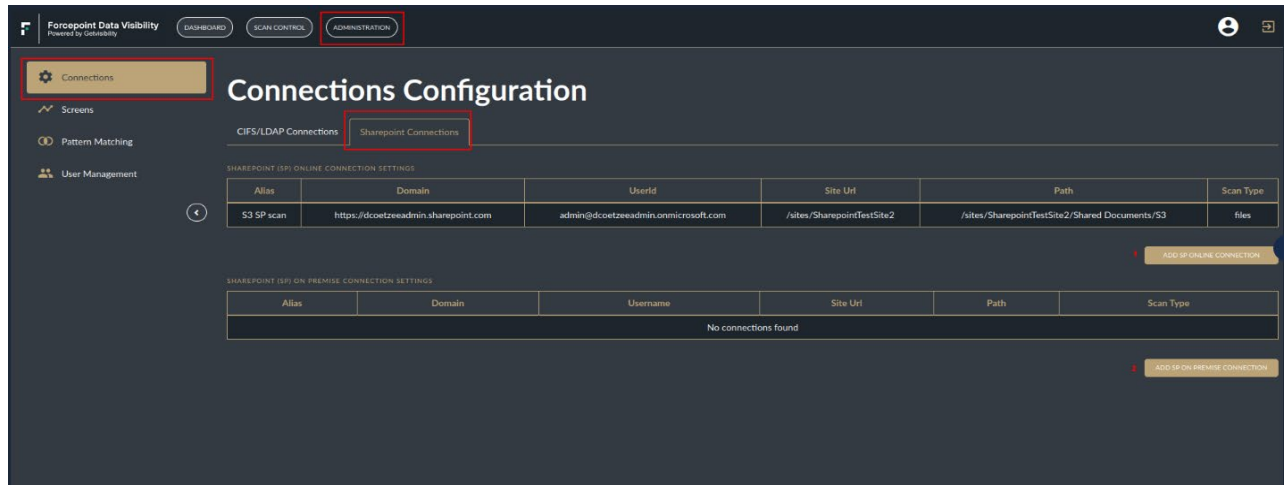 Forcepoint Data Visibility
Powered by Getvisibility
DASHBOARD SCAN CONTROL ADMINISTRATION
Connections
Screens
Pattern Matching
User Management
Connections Configuration
CIFS/LDAP Connections Sharepoint Connections
SHAREPOINT (SP) ONLINE CONNECTION SETTINGS
Alias Domain UserId Site Url Path Scan Type
S3 SP scan https://dcoetzeeadmin.sharepoint.com admin@dcoetzeeadmin.onmicrosoft.com /sites/SharepointTestSite2 /sites/SharepointTestSite2/Shared Documents/S3 files
ADD SP ONLINE CONNECTION
SHAREPOINT (SP) ON PREMISE CONNECTION SETTINGS
Alias Domain Username Site Url Path Scan Type
No connections found
ADD SP ON PREMISE CONNECTION